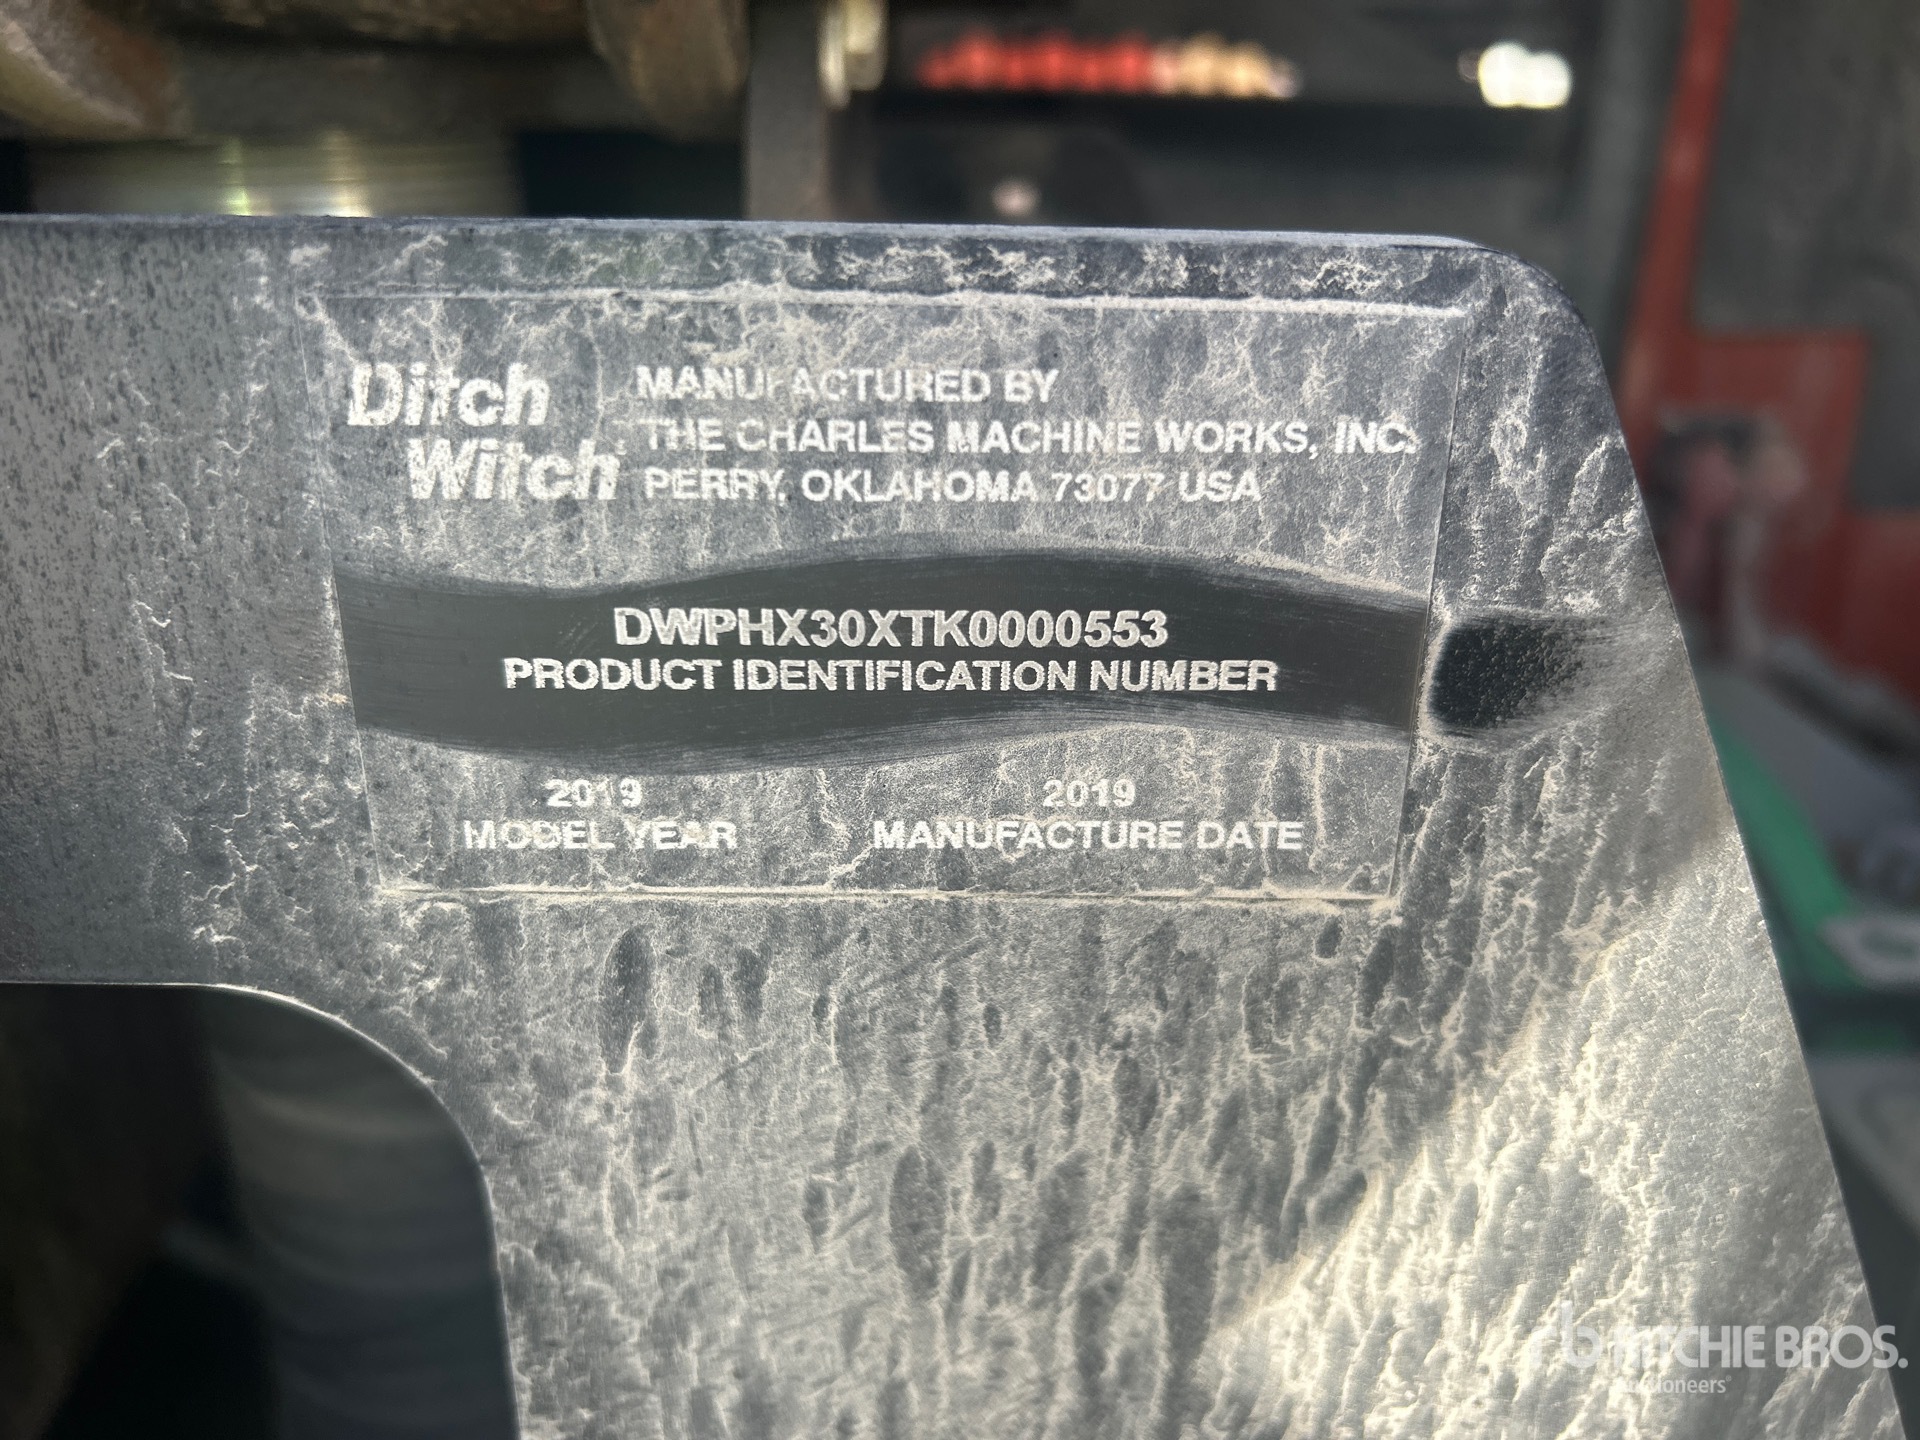 Ditch
Witch
MANUFACTURED BY
THE CHARLES MACHINE WORKS, INC.
PERRY, OKLAHOMA 73077 USA
DWPHX30XTK0000553
PRODUCT IDENTIFICATION NUMBER
2019
MODEL YEAR
2019
MANUFACTURE DATE
rb RITCHIE BROS.
Auctioneers